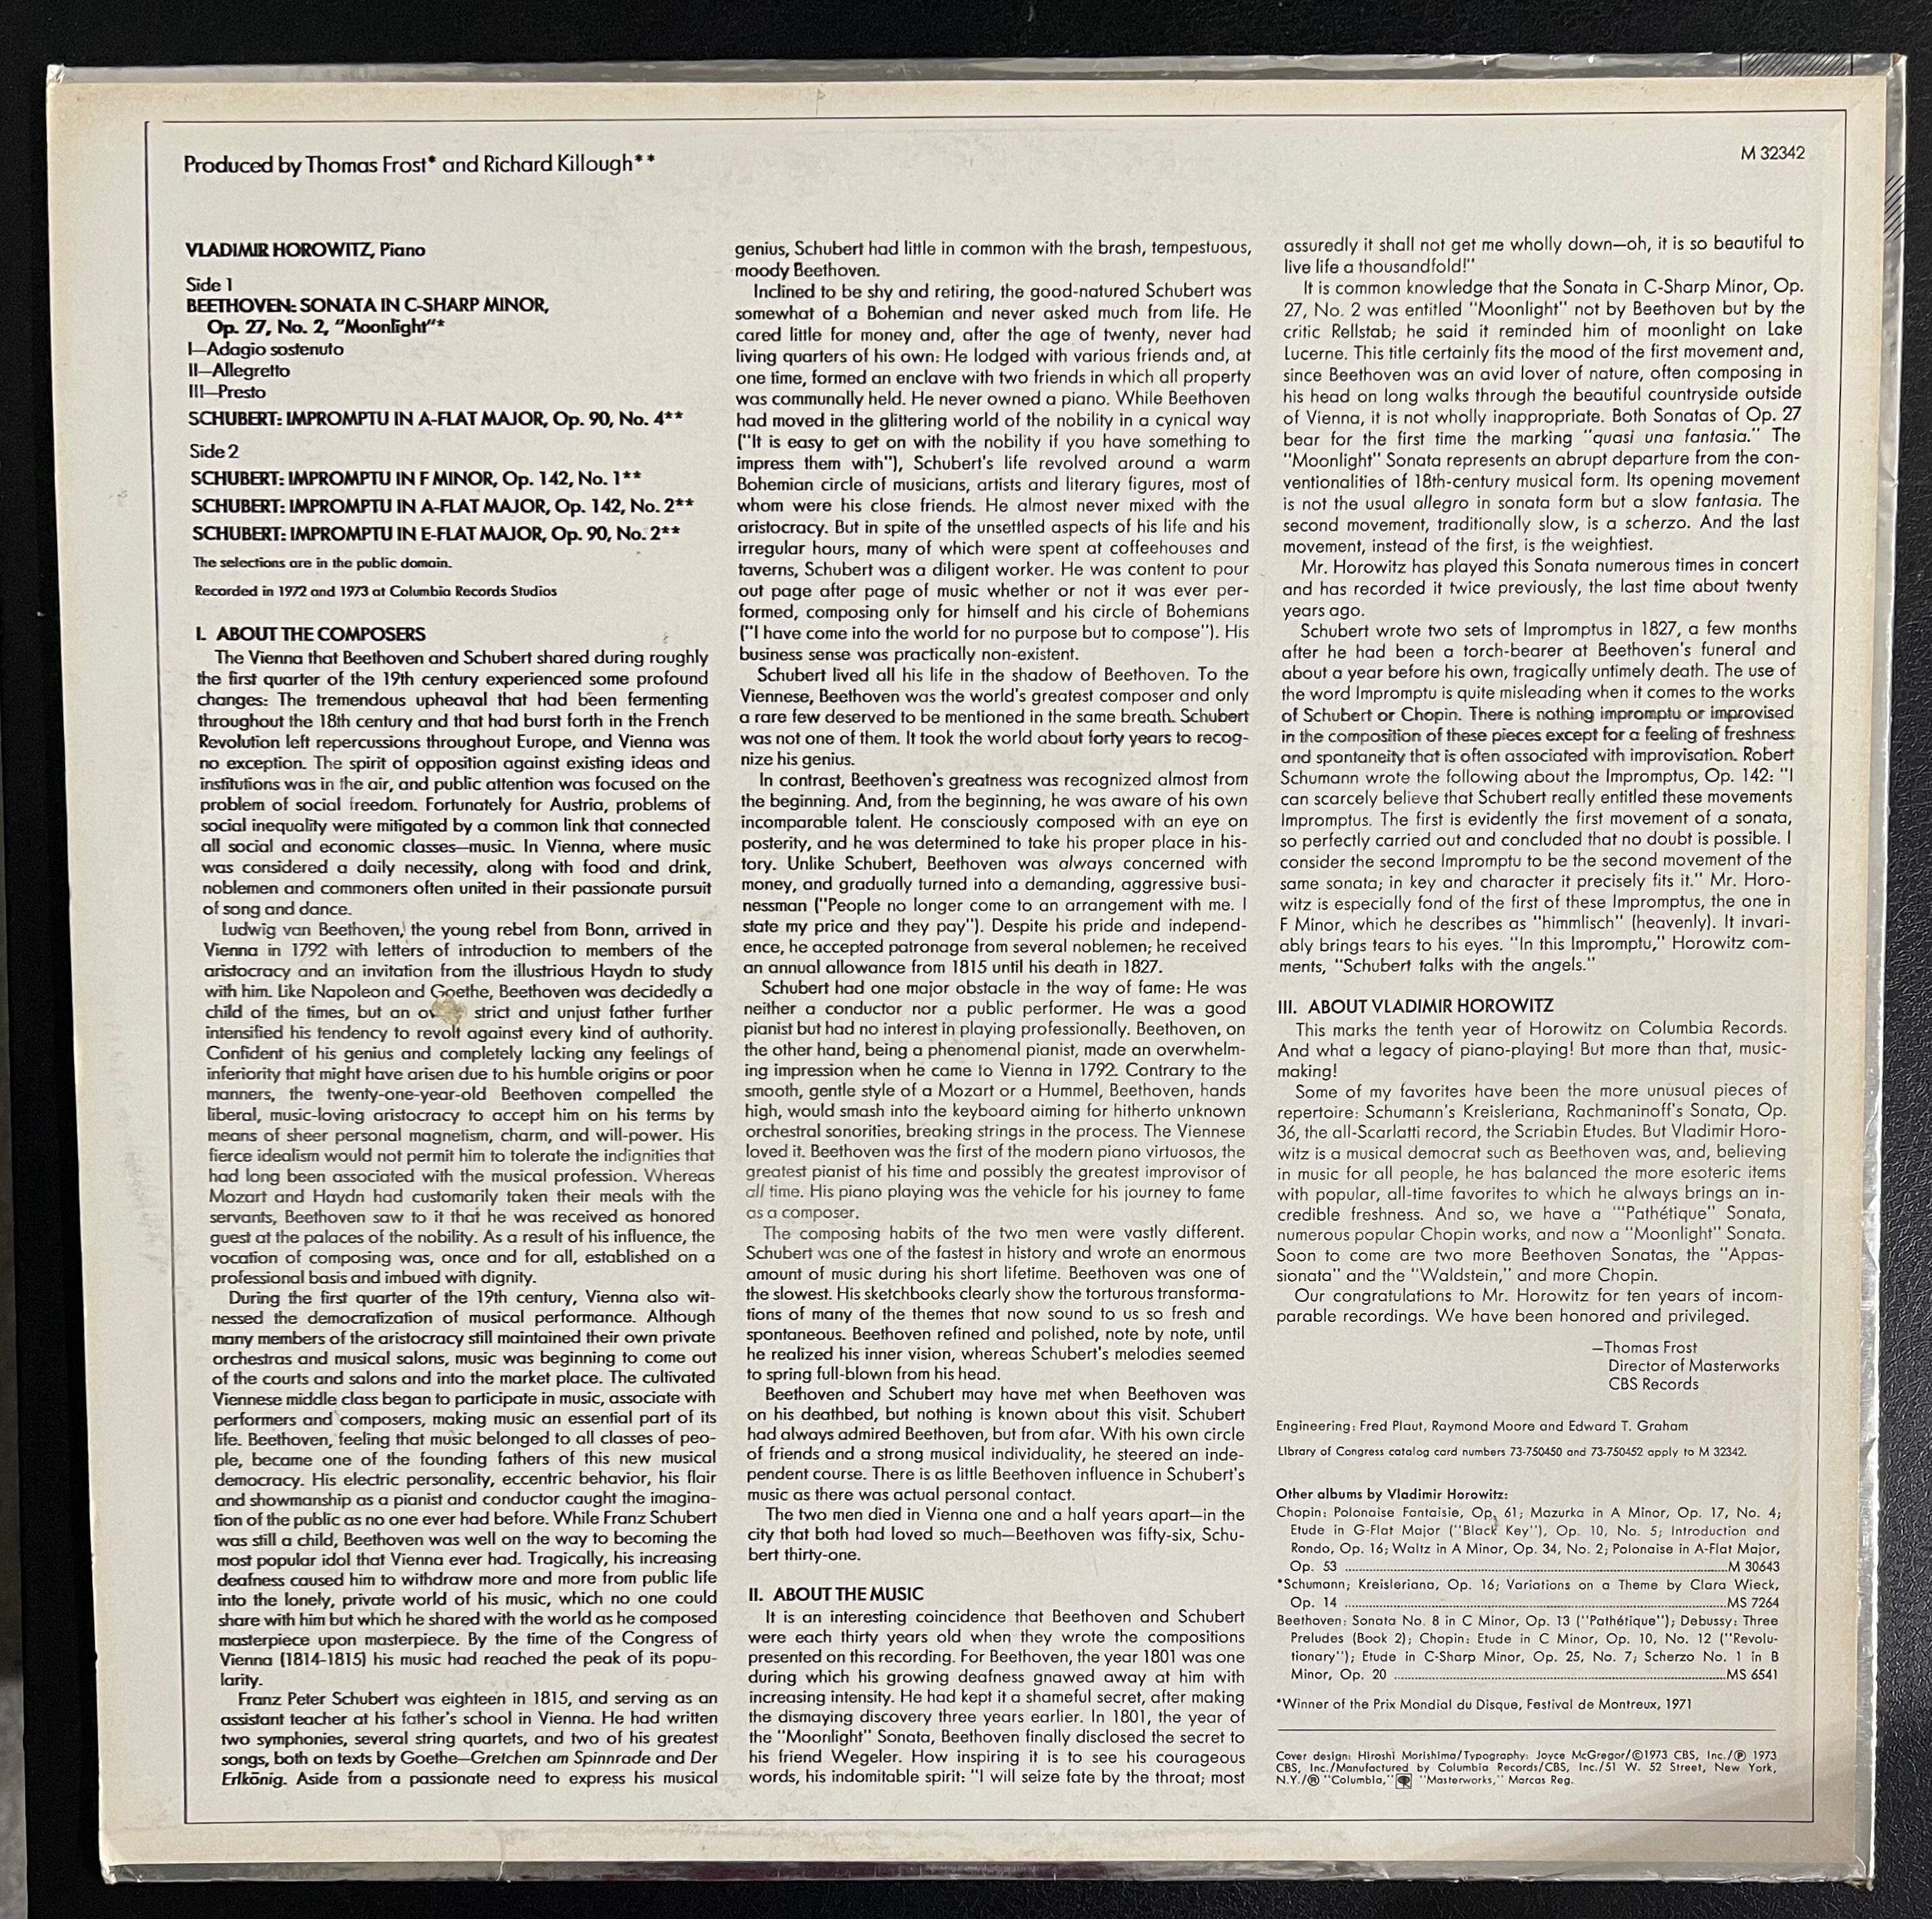 Produced by Thomas Frost* and Richard Killough**
M 32342
VLADIMIR HOROWITZ, Piano
Side 1
BEETHOVEN: SONATA IN C-SHARP MINOR,
Op. 27, No. 2, "Moonlight"*
I—Adagio sostenuto
II—Allegretto
III—Presto
SCHUBERT: IMPROMPTU IN A-FLAT MAJOR, Op. 90, No. 4**
Side 2
SCHUBERT: IMPROMPTU IN F MINOR, Op. 142, No. 1**
SCHUBERT: IMPROMPTU IN A-FLAT MAJOR, Op. 142, No. 2**
SCHUBERT: IMPROMPTU IN E-FLAT MAJOR, Op. 90, No. 2**
The selections are in the public domain.
Recorded in 1972 and 1973 at Columbia Records Studios
I. ABOUT THE COMPOSERS
The Vienna that Beethoven and Schubert shared during roughly
the first quarter of the 19th century experienced some profound
changes: The tremendous upheaval that had been fermenting
throughout the 18th century and that had burst forth in the French
Revolution left repercussions throughout Europe, and Vienna was
no exception. The spirit of opposition against existing ideas and
institutions was in the air, and public attention was focused on the
problem of social freedom. Fortunately for Austria, problems of
social inequality were mitigated by a common link that connected
all social and economic classes—music. In Vienna, where music
was considered a daily necessity, along with food and drink,
noblemen and commoners often united in their passionate pursuit
of song and dance.
Ludwig van Beethoven, the young rebel from Bonn, arrived in
Vienna in 1792 with letters of introduction to members of the
aristocracy and an invitation from the illustrious Haydn to study
with him. Like Napoleon and Goethe, Beethoven was decidedly a
child of the times, but an strict and unjust father further
intensified his tendency to revolt against every kind of authority.
Confident of his genius and completely lacking any feelings of
inferiority that might have arisen due to his humble origins or poor
manners, the twenty-one-year-old Beethoven compelled the
liberal, music-loving aristocracy to accept him on his terms by
means of sheer personal magnetism, charm, and will-power. His
fierce idealism would not permit him to tolerate the indignities that
had long been associated with the musical profession. Whereas
Mozart and Haydn had customarily taken their meals with the
servants, Beethoven saw to it that he was received as honored
guest at the palaces of the nobility. As a result of his influence, the
vocation of composing was, once and for all, established on a
professional basis and imbued with dignity.
During the first quarter of the 19th century, Vienna also wit-
nessed the democratization of musical performance. Although
many members of the aristocracy still maintained their own private
orchestras and musical salons, music was beginning to come out
of the courts and salons and into the market place. The cultivated
Viennese middle class began to participate in music, associate with
performers and composers, making music an essential part of its
life. Beethoven, feeling that music belonged to all classes of peo-
ple, became one of the founding fathers of this new musical
democracy. His electric personality, eccentric behavior, his flair
and showmanship as a pianist and conductor caught the imagina-
tion of the public as no one ever had before. While Franz Schubert
was still a child, Beethoven was well on the way to becoming the
most popular idol that Vienna ever had. Tragically, his increasing
deafness caused him to withdraw more and more from public life
into the lonely, private world of his music, which no one could
share with him but which he shared with the world as he composed
masterpiece upon masterpiece. By the time of the Congress of
Vienna (1814-1815) his music had reached the peak of its popu-
larity.
Franz Peter Schubert was eighteen in 1815, and serving as an
assistant teacher at his father's school in Vienna. He had written
two symphonies, several string quartets, and two of his greatest
songs, both on texts by Goethe—Gretchen am Spinnrade and Der
Erlkönig. Aside from a passionate need to express his musical
genius, Schubert had little in common with the brash, tempestuous,
moody Beethoven.
Inclined to be shy and retiring, the good-natured Schubert was
somewhat of a Bohemian and never asked much from life. He
cared little for money and, after the age of twenty, never had
living quarters of his own: He lodged with various friends and, at
one time, formed an enclave with two friends in which all property
was communally held. He never owned a piano. While Beethoven
had moved in the glittering world of the nobility in a cynical way
("It is easy to get on with the nobility if you have something to
impress them with"), Schubert's life revolved around a warm
Bohemian circle of musicians, artists and literary figures, most of
whom were his close friends. He almost never mixed with the
aristocracy. But in spite of the unsettled aspects of his life and his
irregular hours, many of which were spent at coffeehouses and
taverns, Schubert was a diligent worker. He was content to pour
out page after page of music whether or not it was ever per-
formed, composing only for himself and his circle of Bohemians
("I have come into the world for no purpose but to compose"). His
business sense was practically non-existent.
Schubert lived all his life in the shadow of Beethoven. To the
Viennese, Beethoven was the world's greatest composer and only
a rare few deserved to be mentioned in the same breath. Schubert
was not one of them. It took the world about forty years to recog-
nize his genius.
In contrast, Beethoven's greatness was recognized almost from
the beginning. And, from the beginning, he was aware of his own
incomparable talent. He consciously composed with an eye on
posterity, and he was determined to take his proper place in his-
tory. Unlike Schubert, Beethoven was always concerned with
money, and gradually turned into a demanding, aggressive busi-
nessman ("People no longer come to an arrangement with me. I
state my price and they pay"). Despite his pride and independ-
ence, he accepted patronage from several noblemen; he received
an annual allowance from 1815 until his death in 1827.
Schubert had one major obstacle in the way of fame: He was
neither a conductor nor a public performer. He was a good
pianist but had no interest in playing professionally. Beethoven, on
the other hand, being a phenomenal pianist, made an overwhelm-
ing impression when he came to Vienna in 1792. Contrary to the
smooth, gentle style of a Mozart or a Hummel, Beethoven, hands
high, would smash into the keyboard aiming for hitherto unknown
orchestral sonorities, breaking strings in the process. The Viennese
loved it. Beethoven was the first of the modern piano virtuosos, the
greatest pianist of his time and possibly the greatest improvisor of
all time. His piano playing was the vehicle for his journey to fame
as a composer.
The composing habits of the two men were vastly different.
Schubert was one of the fastest in history and wrote an enormous
amount of music during his short lifetime. Beethoven was one of
the slowest. His sketchbooks clearly show the torturous transforma-
tions of many of the themes that now sound to us so fresh and
spontaneous. Beethoven refined and polished, note by note, until
he realized his inner vision, whereas Schubert's melodies seemed
to spring full-blown from his head.
Beethoven and Schubert may have met when Beethoven was
on his deathbed, but nothing is known about this visit. Schubert
had always admired Beethoven, but from afar. With his own circle
of friends and a strong musical individuality, he steered an inde-
pendent course. There is as little Beethoven influence in Schubert's
music as there was actual personal contact.
The two men died in Vienna one and a half years apart—in the
city that both had loved so much—Beethoven was fifty-six, Schu-
bert thirty-one.
II. ABOUT THE MUSIC
It is an interesting coincidence that Beethoven and Schubert
were each thirty years old when they wrote the compositions
presented on this recording. For Beethoven, the year 1801 was one
during which his growing deafness gnawed away at him with
increasing intensity. He had kept it a shameful secret, after making
the dismaying discovery three years earlier. In 1801, the year of
the "Moonlight" Sonata, Beethoven finally disclosed the secret to
his friend Wegeler. How inspiring it is to see his courageous
words, his indomitable spirit: "I will seize fate by the throat; most
assuredly it shall not get me wholly down—oh, it is so beautiful to
live life a thousandfold!"
It is common knowledge that the Sonata in C-Sharp Minor, Op.
27, No. 2 was entitled "Moonlight" not by Beethoven but by the
critic Rellstab; he said it reminded him of moonlight on Lake
Lucerne. This title certainly fits the mood of the first movement and,
since Beethoven was an avid lover of nature, often composing in
his head on long walks through the beautiful countryside outside
of Vienna, it is not wholly inappropriate. Both Sonatas of Op. 27
bear for the first time the marking "quasi una fantasia." The
"Moonlight" Sonata represents an abrupt departure from the con-
ventionalities of 18th-century musical form. Its opening movement
is not the usual allegro in sonata form but a slow fantasia. The
second movement, traditionally slow, is a scherzo. And the last
movement, instead of the first, is the weightiest.
Mr. Horowitz has played this Sonata numerous times in concert
and has recorded it twice previously, the last time about twenty
years ago.
Schubert wrote two sets of Impromptus in 1827, a few months
after he had been a torch-bearer at Beethoven's funeral and
about a year before his own, tragically untimely death. The use of
the word Impromptu is quite misleading when it comes to the works
of Schubert or Chopin. There is nothing impromptu or improvised
in the composition of these pieces except for a feeling of freshness
and spontaneity that is often associated with improvisation. Robert
Schumann wrote the following about the Impromptus, Op. 142: "I
can scarcely believe that Schubert really entitled these movements
Impromptus. The first is evidently the first movement of a sonata,
so perfectly carried out and concluded that no doubt is possible. I
consider the second Impromptu to be the second movement of the
same sonata; in key and character it precisely fits it." Mr. Horo-
witz is especially fond of the first of these Impromptus, the one in
F Minor, which he describes as "himmlisch" (heavenly). It invari-
ably brings tears to his eyes. "In this Impromptu," Horowitz com-
ments, "Schubert talks with the angels."
III. ABOUT VLADIMIR HOROWITZ
This marks the tenth year of Horowitz on Columbia Records.
And what a legacy of piano-playing! But more than that, music-
making!
Some of my favorites have been the more unusual pieces of
repertoire: Schumann's Kreisleriana, Rachmaninoff's Sonata, Op.
36, the all-Scarlatti record, the Scriabin Etudes. But Vladimir Horo-
witz is a musical democrat such as Beethoven was, and, believing
in music for all people, he has balanced the more esoteric items
with popular, all-time favorites to which he always brings an in-
credible freshness. And so, we have a "'Pathétique" Sonata,
numerous popular Chopin works, and now a "Moonlight" Sonata.
Soon to come are two more Beethoven Sonatas, the "Appas-
sionata" and the "Waldstein," and more Chopin.
Our congratulations to Mr. Horowitz for ten years of incom-
parable recordings. We have been honored and privileged.
—Thomas Frost
Director of Masterworks
CBS Records
Engineering: Fred Plaut, Raymond Moore and Edward T. Graham
Library of Congress catalog card numbers 73-750450 and 73-750452 apply to M 32342.
Other albums by Vladimir Horowitz:
Chopin: Polonaise Fantaisie, Op. 61; Mazurka in A Minor, Op. 17, No. 4;
Etude in G-Flat Major ("Black Key"), Op. 10, No. 5; Introduction and
Rondo, Op. 16; Waltz in A Minor, Op. 34, No. 2; Polonaise in A-Flat Major,
Op. 53 ........ M 30643
*Schumann; Kreisleriana, Op. 16; Variations on a Theme by Clara Wieck,
Op. 14 ........ MS 7264
Beethoven: Sonata No. 8 in C Minor, Op. 13 ("Pathétique"); Debussy: Three
Preludes (Book 2); Chopin: Etude in C Minor, Op. 10, No. 12 ("Revolu-
tionary"); Etude in C-Sharp Minor, Op. 25, No. 7; Scherzo No. 1 in B
Minor, Op. 20 ........ MS 6541
*Winner of the Prix Mondial du Disque, Festival de Montreux, 1971
Cover design: Hiroshi Morishima/Typography: Joyce McGregor/©1973 CBS, Inc./℗ 1973
CBS, Inc./Manufactured by Columbia Records/CBS, Inc./51 W. 52 Street, New York,
N.Y./® "Columbia," "Masterworks," Marcas Reg.